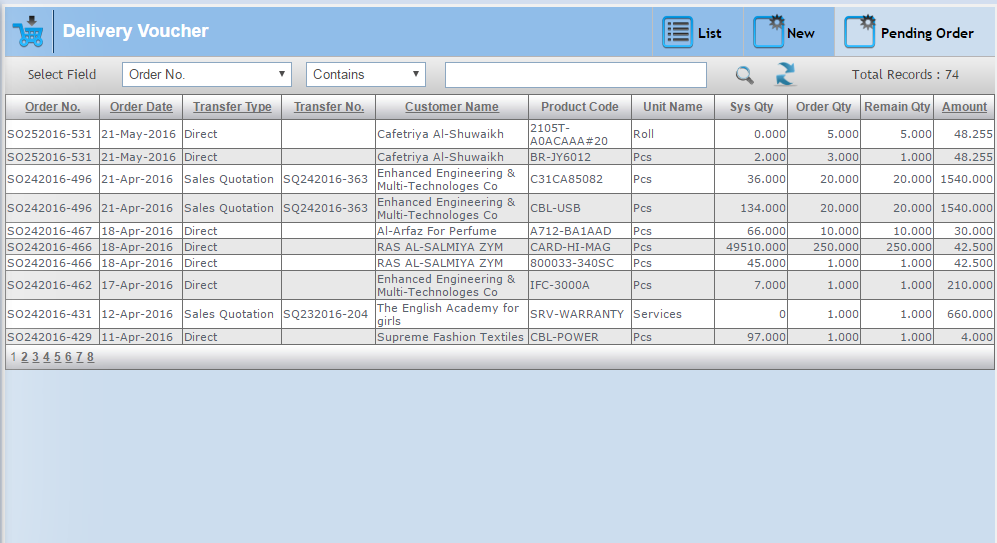 Delivery Voucher List New Pending Order
Select Field Order No. Contains Total Records : 74
Order No. Order Date Transfer Type Transfer No. Customer Name Product Code Unit Name Sys Qty Order Qty Remain Qty Amount
SO252016-531 21-May-2016 Direct Cafetriya Al-Shuwaikh 2105T-
A0ACAAA#20 Roll 0.000 5.000 5.000 48.255
SO252016-531 21-May-2016 Direct Cafetriya Al-Shuwaikh BR-JY6012 Pcs 2.000 3.000 1.000 48.255
SO242016-496 21-Apr-2016 Sales Quotation SQ242016-363 Enhanced Engineering &
Multi-Technologes Co C31CA85082 Pcs 36.000 20.000 20.000 1540.000
SO242016-496 21-Apr-2016 Sales Quotation SQ242016-363 Enhanced Engineering &
Multi-Technologes Co CBL-USB Pcs 134.000 20.000 20.000 1540.000
SO242016-467 18-Apr-2016 Direct Al-Arfaz For Perfume A712-BA1AAD Pcs 66.000 10.000 10.000 30.000
SO242016-466 18-Apr-2016 Direct RAS AL-SALMIYA ZYM CARD-HI-MAG Pcs 49510.000 250.000 250.000 42.500
SO242016-466 18-Apr-2016 Direct RAS AL-SALMIYA ZYM 800033-340SC Pcs 45.000 1.000 1.000 42.500
SO242016-462 17-Apr-2016 Direct Enhanced Engineering &
Multi-Technologes Co IFC-3000A Pcs 7.000 1.000 1.000 210.000
SO242016-431 12-Apr-2016 Sales Quotation SQ232016-204 The English Academy for
girls SRV-WARRANTY Services 0 1.000 1.000 660.000
SO242016-429 11-Apr-2016 Direct Supreme Fashion Textiles CBL-POWER Pcs 97.000 1.000 1.000 4.000
1 2 3 4 5 6 7 8